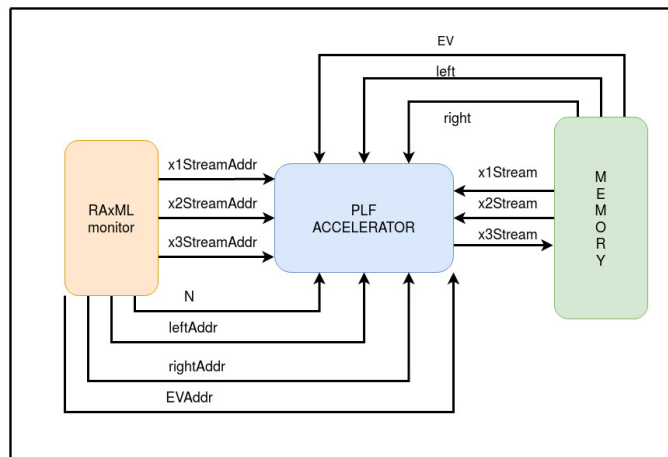 EV
left
right
x1StreamAddr
x2StreamAddr
x3StreamAddr
RAxML
monitor
PLF
ACCELERATOR
x1Stream
x2Stream
x3Stream
M
E
M
O
R
Y
N
leftAddr
rightAddr
EVAddr